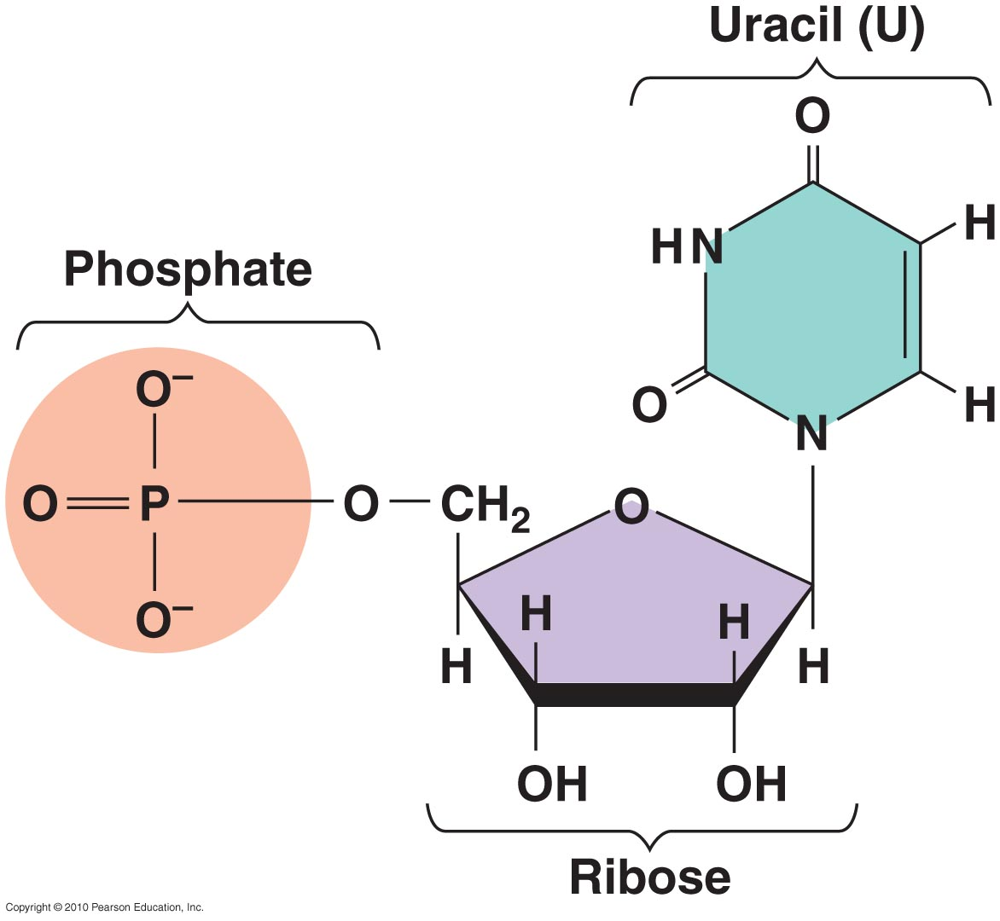 Uracil (U)
O
H
HN
Phosphate
O⁻
O
N
H
O
P
O
CH₂
O
O⁻
H
H
H
H
OH
OH
Ribose
Copyright © 2010 Pearson Education, Inc.